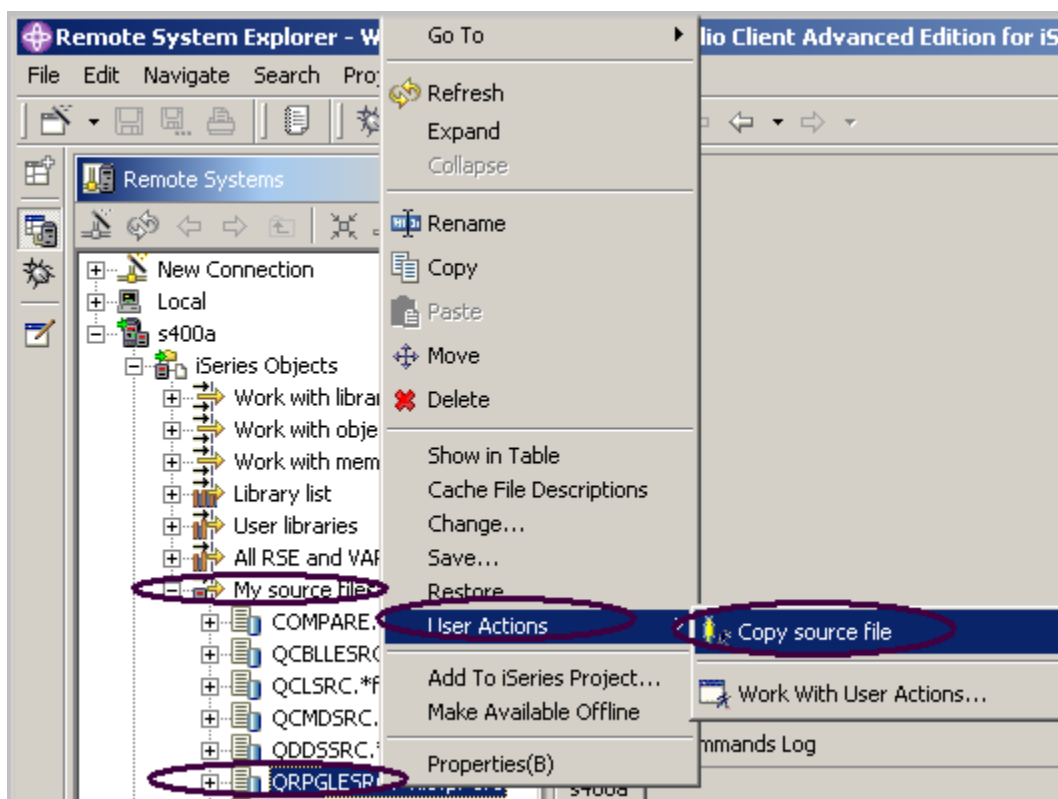 Remote System Explorer - W
lio Client Advanced Edition for iS
File Edit Navigate Search Proj
Remote Systems
New Connection
Local
s400a
iSeries Objects
Work with librar
Work with obje
Work with mem
Library list
User libraries
All RSE and VAR
My source files
COMPARE.
QCBLLESRC
QCLSRC.*f
QCMDSRC.
QDDSSRC.*
QRPGLESRC
Go To
Refresh
Expand
Collapse
Rename
Copy
Paste
Move
Delete
Show in Table
Cache File Descriptions
Change...
Save...
Restore
User Actions
Add To iSeries Project...
Make Available Offline
Properties(B)
Copy source file
Work With User Actions...
mmands Log
s400a